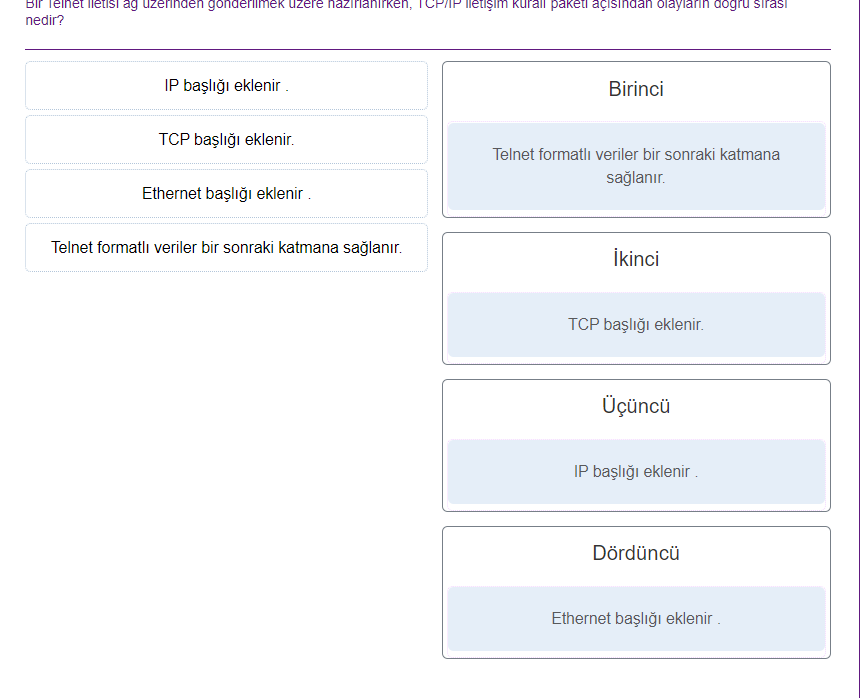 Bir Telnet iletisi ağ üzerinden gönderilmek üzere hazırlanırken, TCP/IP iletişim kuralı paketi açısından olayların doğru sırası
nedir?
IP başlığı eklenir .
TCP başlığı eklenir.
Ethernet başlığı eklenir .
Telnet formatlı veriler bir sonraki katmana sağlanır.
Birinci
Telnet formatlı veriler bir sonraki katmana
sağlanır.
İkinci
TCP başlığı eklenir.
Üçüncü
IP başlığı eklenir .
Dördüncü
Ethernet başlığı eklenir .